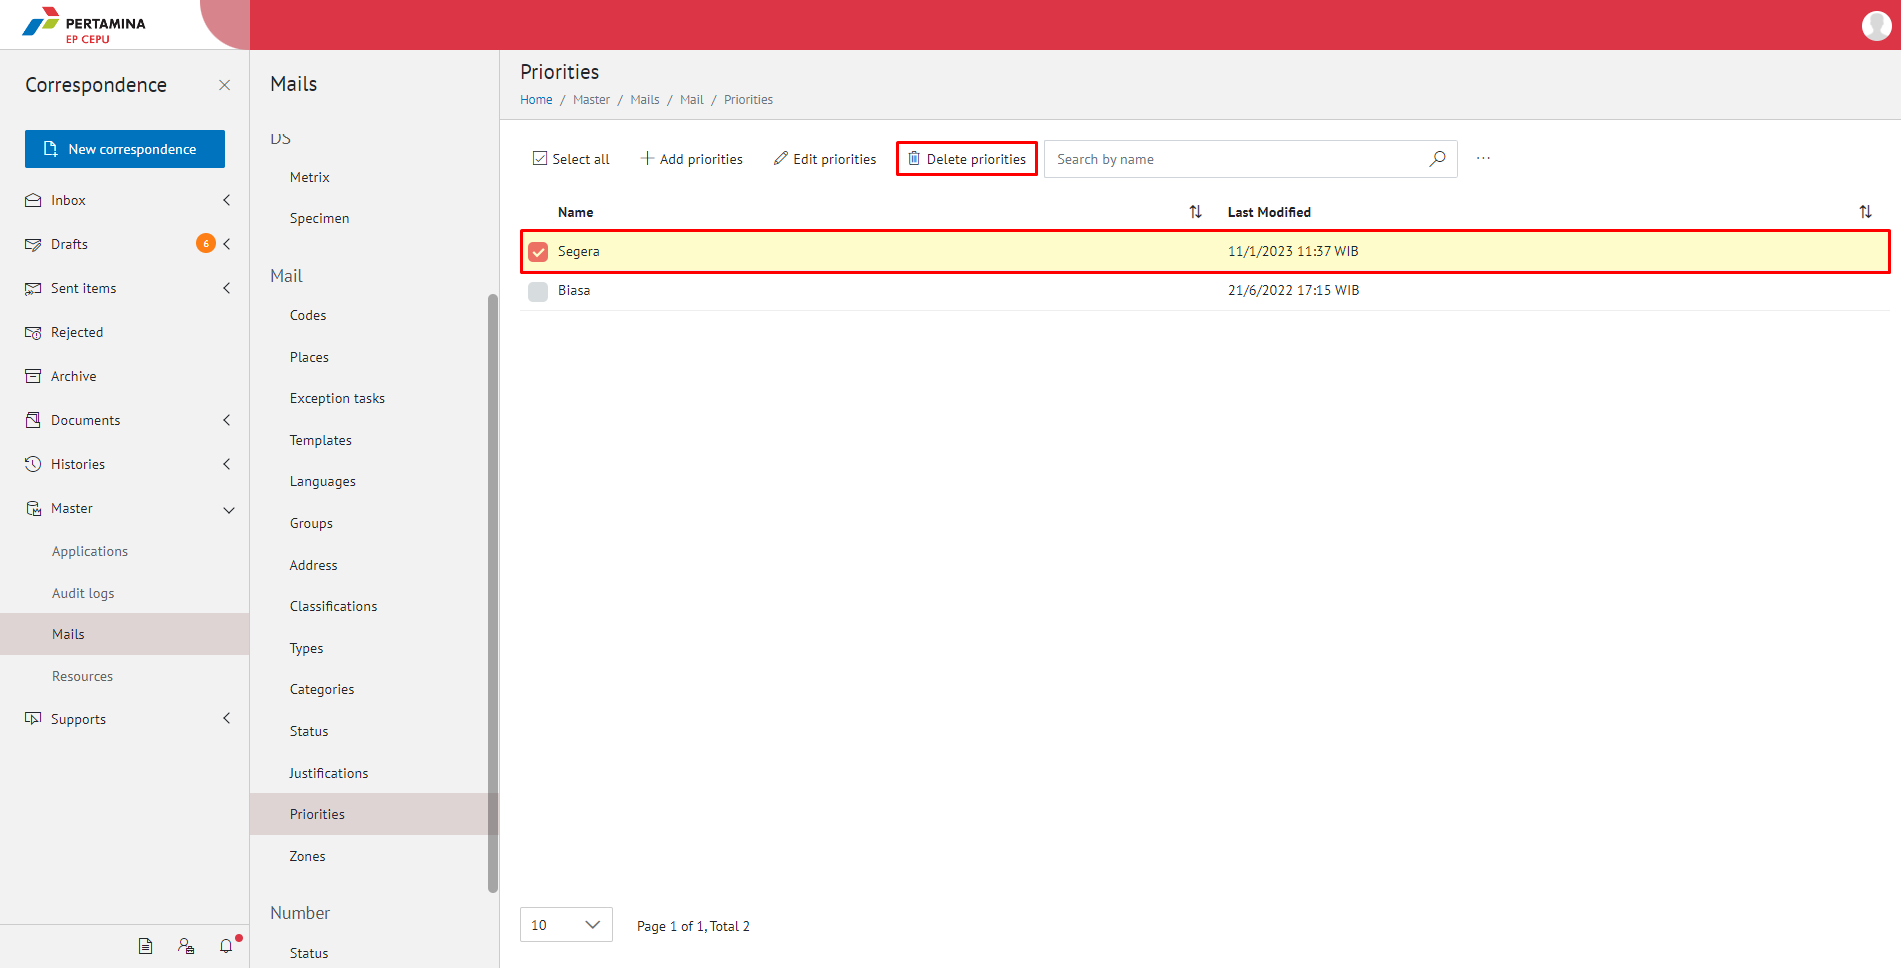 PERTAMINA
EP CEPU
Correspondence
New correspondence
Inbox
Drafts
6
Sent items
Rejected
Archive
Documents
Histories
Master
Applications
Audit logs
Mails
Resources
Supports
Mails
DS
Metrix
Specimen
Mail
Codes
Places
Exception tasks
Templates
Languages
Groups
Address
Classifications
Types
Categories
Status
Justifications
Priorities
Zones
Number
Status
Priorities
Home / Master / Mails / Mail / Priorities
Select all Add priorities Edit priorities Delete priorities Search by name ...
Name Last Modified
Segera 11/1/2023 11:37 WIB
Biasa 21/6/2022 17:15 WIB
10 Page 1 of 1, Total 2